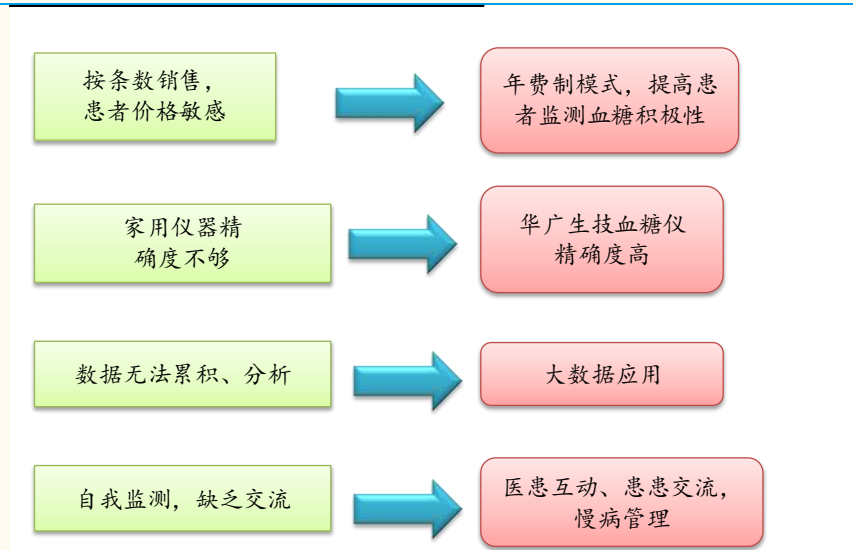 按条数销售，
患者价格敏感
年费制模式，提高患
者监测血糖积极性
家用仪器精
确度不够
华广生技血糖仪
精确度高
数据无法累积、分析
大数据应用
自我监测，缺乏交流
医患互动、患患交流，
慢病管理